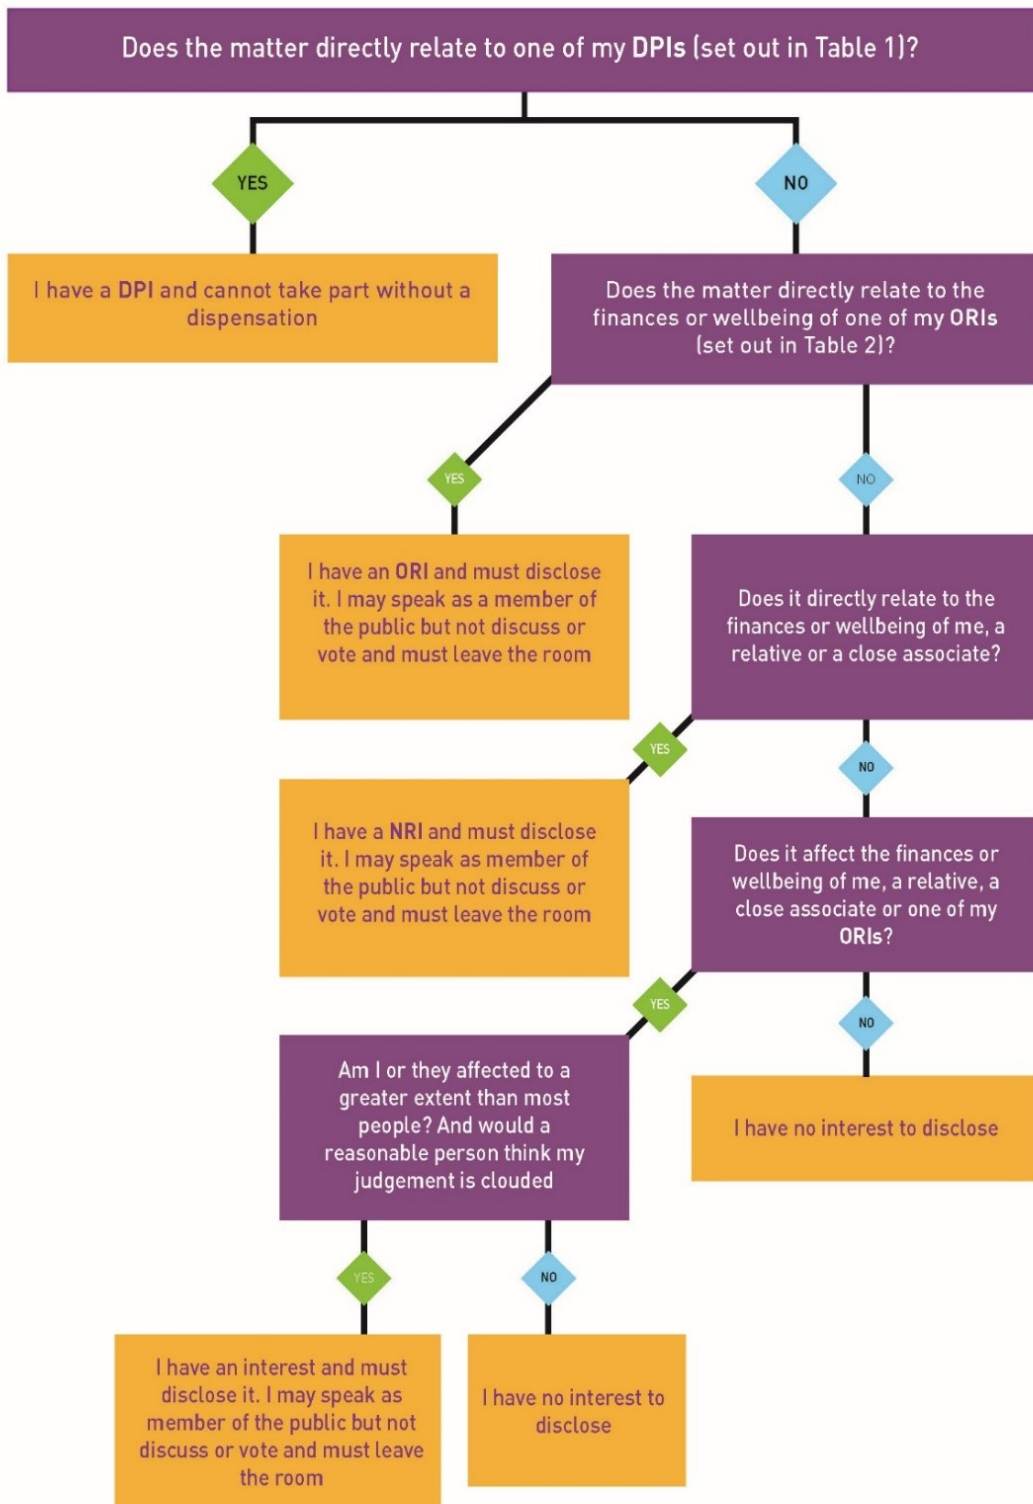 Does the matter directly relate to one of my DPIs (set out in Table 1)?
YES
NO
I have a DPI and cannot take part without a
dispensation
Does the matter directly relate to the
finances or wellbeing of one of my ORIs
(set out in Table 2)?
YES
NO
I have an ORI and must disclose
it. I may speak as a member of
the public but not discuss or
vote and must leave the room
Does it directly relate to the
finances or wellbeing of me, a
relative or a close associate?
YES
NO
I have a NRI and must disclose
it. I may speak as member of
the public but not discuss or
vote and must leave the room
Does it affect the finances or
wellbeing of me, a relative, a
close associate or one of my
ORIs?
YES
NO
Am I or they affected to a
greater extent than most
people? And would a
reasonable person think my
judgement is clouded
I have no interest to disclose
YES
NO
I have an interest and must
disclose it. I may speak as
member of the public but not
discuss or vote and must leave
the room
I have no interest to
disclose